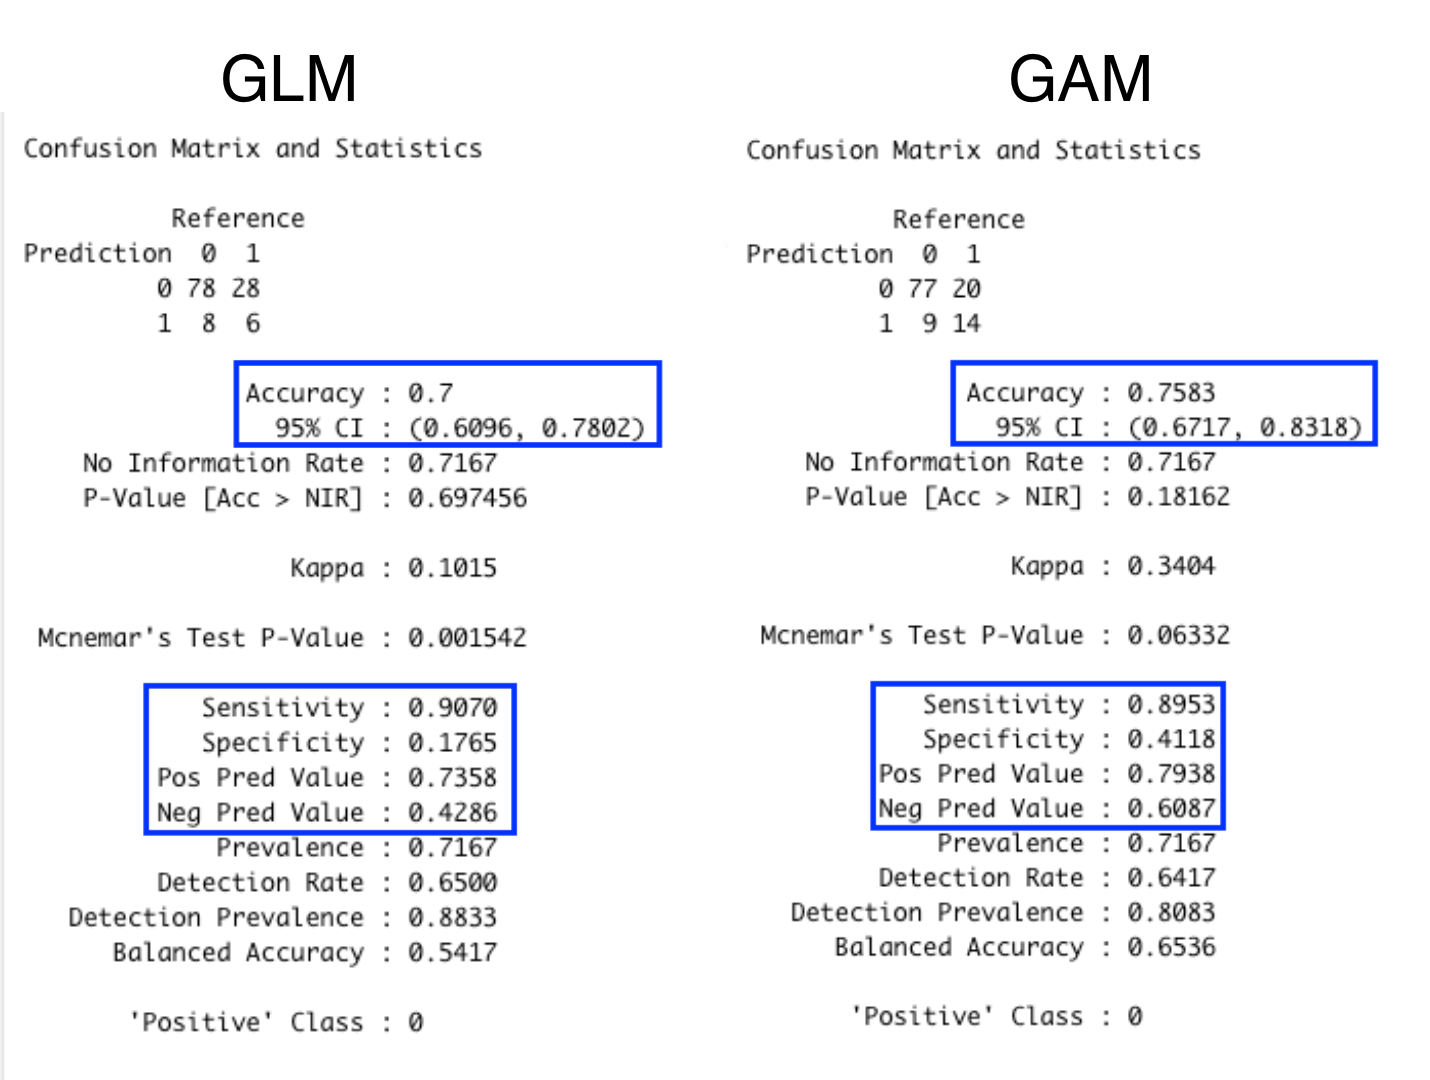 GLM
Confusion Matrix and Statistics
Reference
Prediction 0 1
0 78 28
1 8 6
Accuracy : 0.7
95% CI : (0.6096, 0.7802)
No Information Rate : 0.7167
P-Value [Acc > NIR] : 0.697456
Kappa : 0.1015
Mcnemar's Test P-Value : 0.001542
Sensitivity : 0.9070
Specificity : 0.1765
Pos Pred Value : 0.7358
Neg Pred Value : 0.4286
Prevalence : 0.7167
Detection Rate : 0.6500
Detection Prevalence : 0.8833
Balanced Accuracy : 0.5417
'Positive' Class : 0
GAM
Confusion Matrix and Statistics
Reference
Prediction 0 1
0 77 20
1 9 14
Accuracy : 0.7583
95% CI : (0.6717, 0.8318)
No Information Rate : 0.7167
P-Value [Acc > NIR] : 0.18162
Kappa : 0.3404
Mcnemar's Test P-Value : 0.06332
Sensitivity : 0.8953
Specificity : 0.4118
Pos Pred Value : 0.7938
Neg Pred Value : 0.6087
Prevalence : 0.7167
Detection Rate : 0.6417
Detection Prevalence : 0.8083
Balanced Accuracy : 0.6536
'Positive' Class : 0